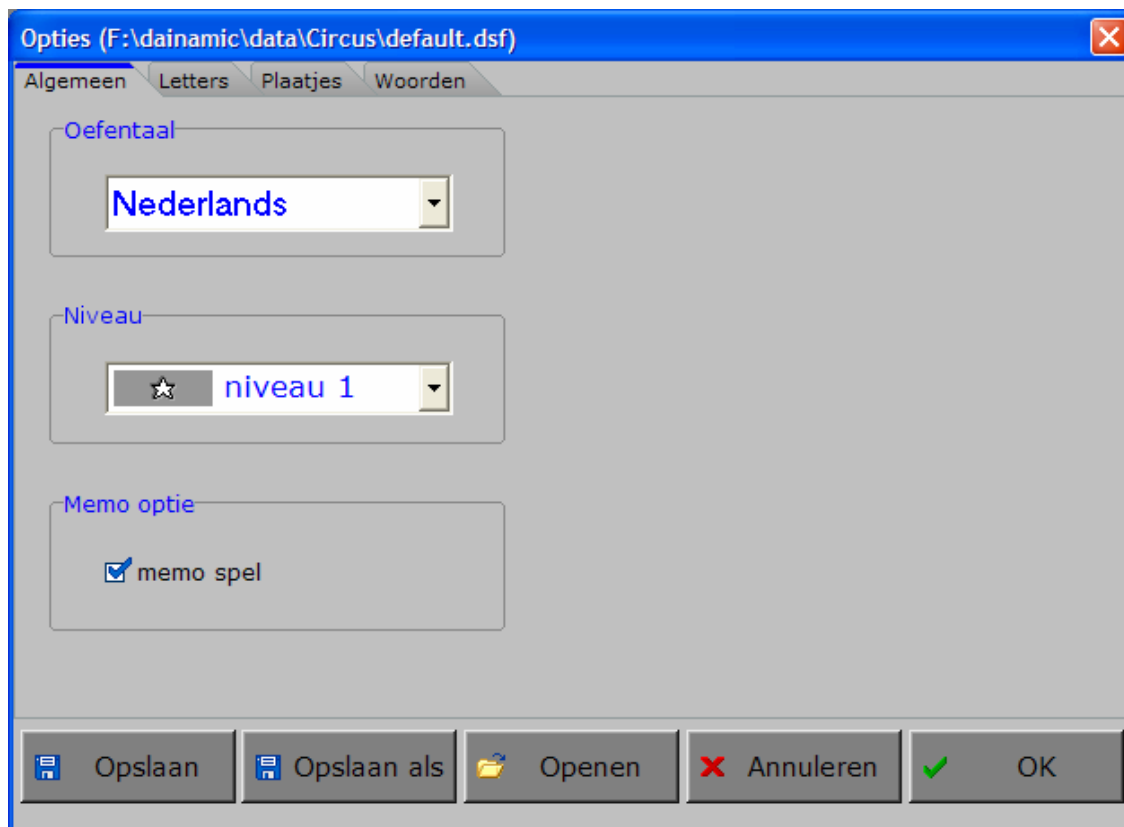 Opties (F:\dainamic\data\Circus\default.dsf)
Algemeen Letters Plaatjes Woorden
Oefentaal
Nederlands
Niveau
niveau 1
Memo optie
memo spel
Opslaan Opslaan als Openen Annuleren OK